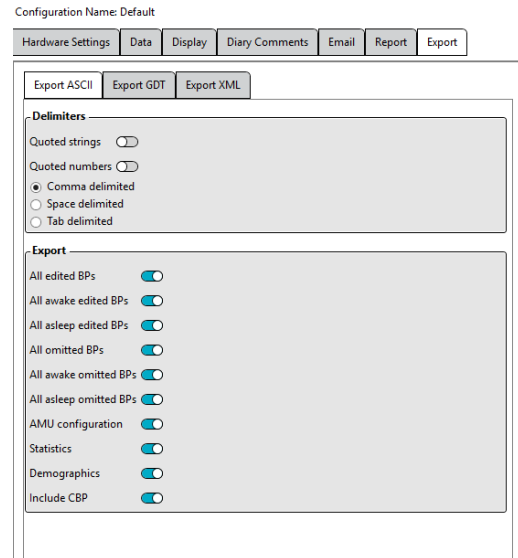 Configuration Name: Default
Hardware Settings Data Display Diary Comments Email Report Export
Export ASCII Export GDT Export XML
Delimiters
Quoted strings
Quoted numbers
Comma delimited
Space delimited
Tab delimited
Export
All edited BPs
All awake edited BPs
All asleep edited BPs
All omitted BPs
All awake omitted BPs
All asleep omitted BPs
AMU configuration
Statistics
Demographics
Include CBP